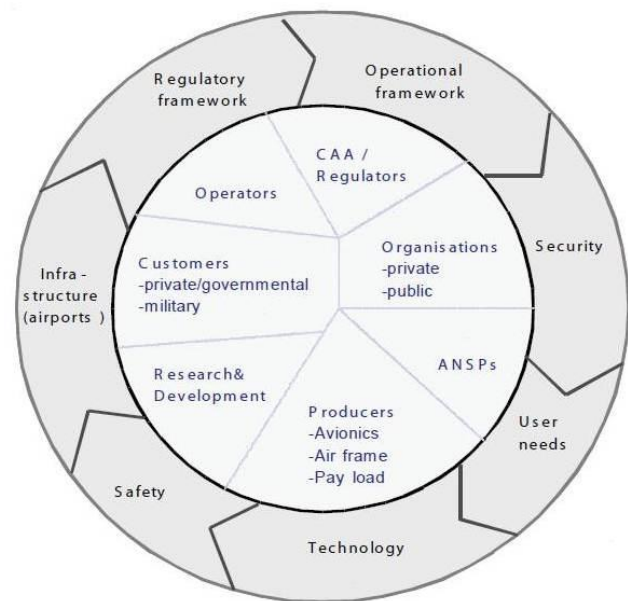 Regulatory
framework
Operational
framework
Security
User
needs
Technology
Safety
Infra-
structure
(airports )
CAA /
Regulators
Organisations
-private
-public
ANSPs
Producers
-Avionics
-Air frame
-Pay load
Research&
Development
Customers
-private/governmental
-military
Operators